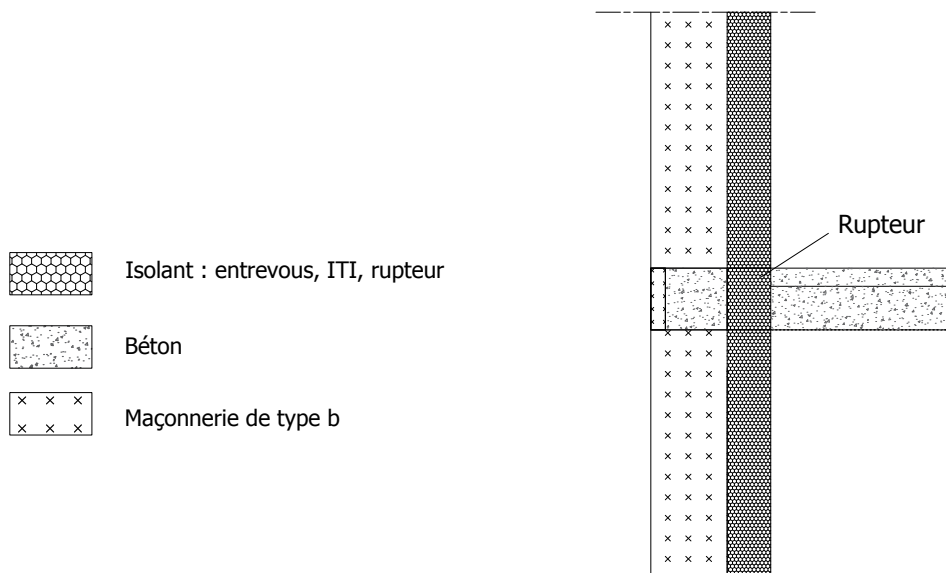 Rupteur
Isolant : entrevous, ITI, rupteur
Béton
Maçonnerie de type b